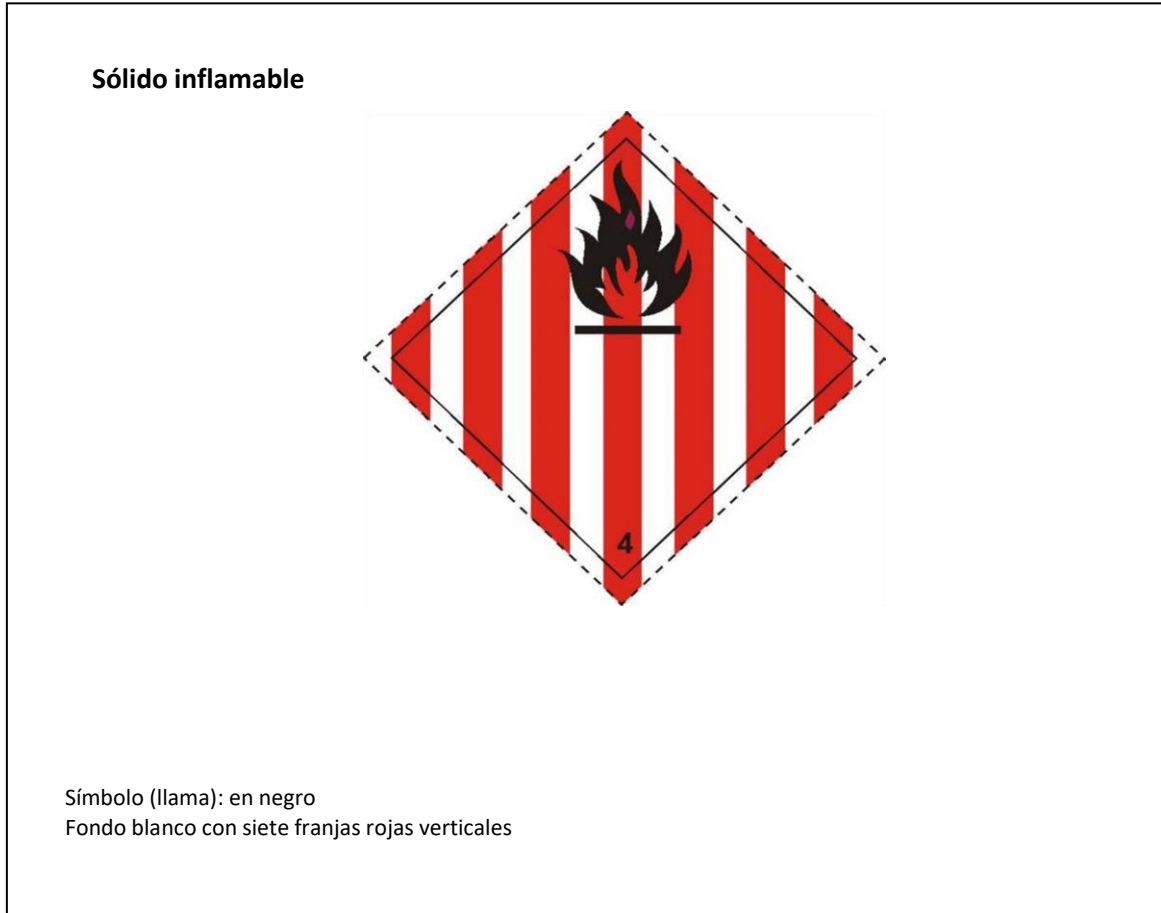 Sólido inflamable
4
Símbolo (llama): en negro
Fondo blanco con siete franjas rojas verticales